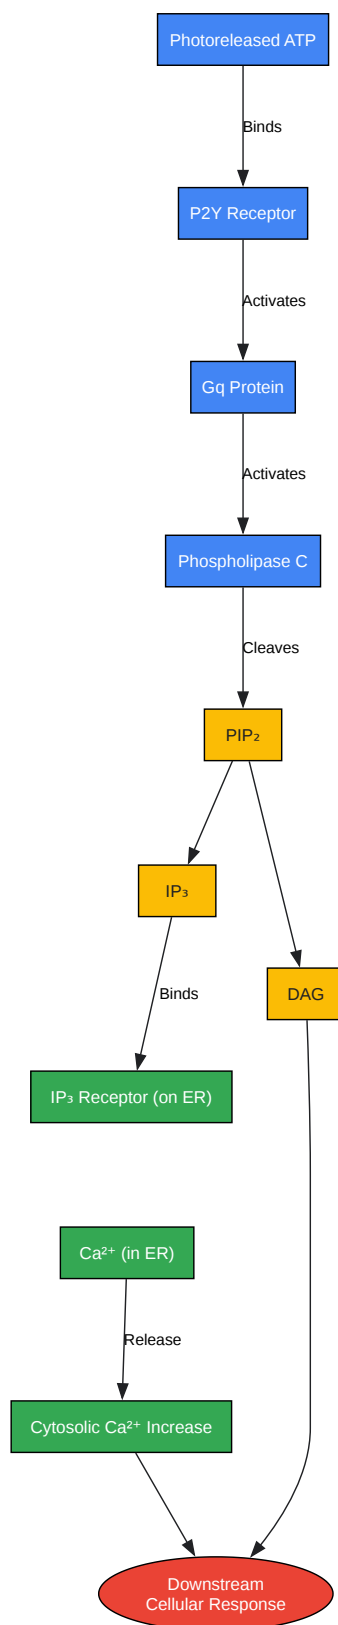 Photoreleased ATP
Binds
P2Y Receptor
Activates
Gq Protein
Activates
Phospholipase C
Cleaves
PIP₂
IP₃
Binds
DAG
IP₃ Receptor (on ER)
Ca²⁺ (in ER)
Release
Cytosolic Ca²⁺ Increase
Downstream
Cellular Response